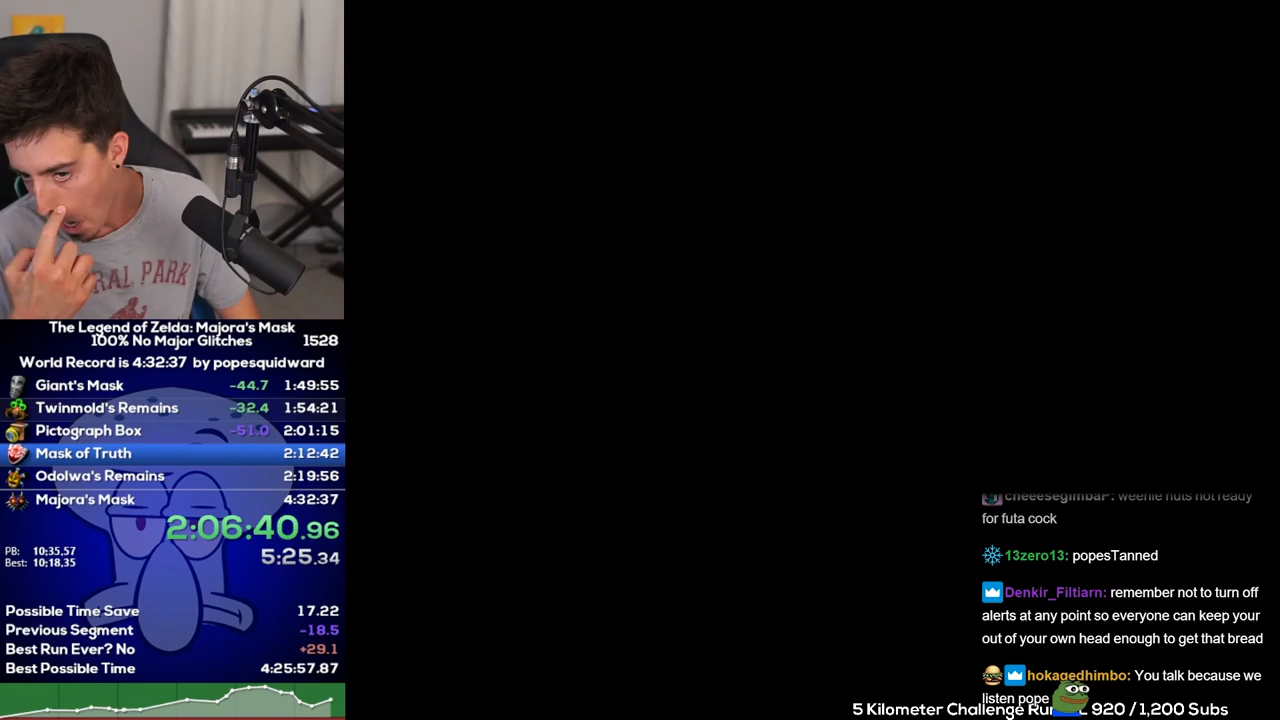 RAL PARK
The Legend of Zelda: Majora's Mask
100% No Major Glitches 1528
World Record is 4:32:37 by popesquidward
Giant's Mask -44.7 1:49:55
Twinmold's Remains -32.4 1:54:21
Pictograph Box -51.0 2:01:15
Mask of Truth 2:12:42
Odolwa's Remains 2:19:56
Majora's Mask 4:32:37
2:06:40.96
PB: 10:35.57 5:25.34
Best: 10:18.35
Possible Time Save 17.22
Previous Segment -18.5
Best Run Ever? No +29.1
Best Possible Time 4:25:57.87
cheeesegimbaP: weenie huts not ready
for futa cock
13zero13: popesTanned
Denkir_Filtiarn: remember not to turn off
alerts at any point so everyone can keep your
out of your own head enough to get that bread
hokagedhimbo: You talk because we
listen pope
5 Kilometer Challenge Ru 920 / 1,200 Subs